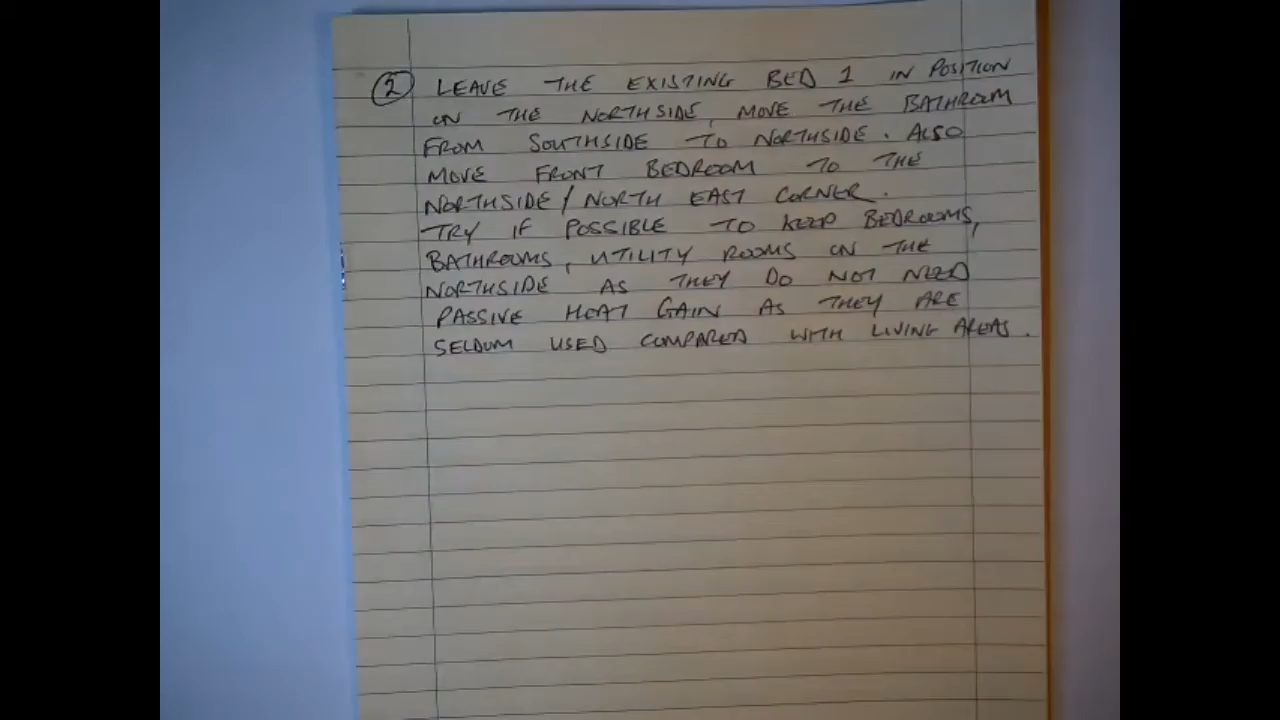 ② LEAVE THE EXISTING BED 1 IN POSITION
ON THE NORTHSIDE, MOVE THE BATHROOM
FROM SOUTHSIDE TO NORTHSIDE. ALSO
MOVE FRONT BEDROOM TO THE
NORTHSIDE/NORTH EAST CORNER.
TRY IF POSSIBLE TO KEEP BEDROOMS,
BATHROOMS, UTILITY ROOMS ON THE
NORTHSIDE AS THEY DO NOT NEED
PASSIVE HEAT GAIN AS THEY ARE
SELDUM USED COMPARED WITH LIVING AREAS.